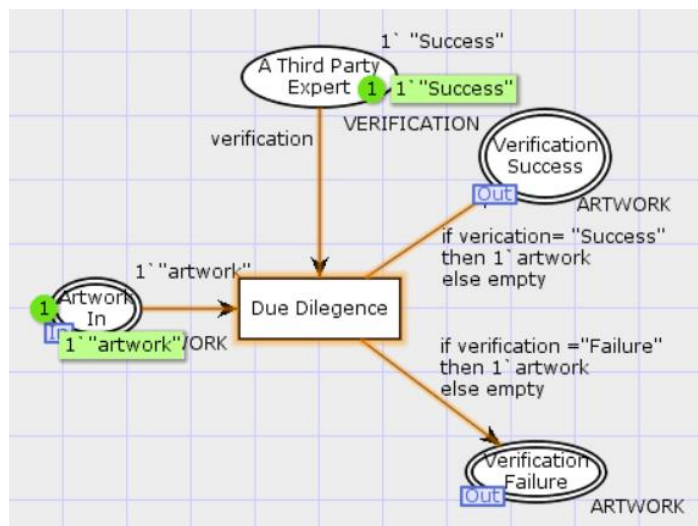 1` "Success"
A Third Party
Expert
1
1`"Success"
VERIFICATION
verification
Verification
Success
Out
ARTWORK
if verication= "Success"
then 1`artwork
else empty
1`"artwork"
Artwork
In
1
In
1`"artwork"
/ORK
Due Dilegence
if verification ="Failure"
then 1`artwork
else empty
Verification
Failure
Out
ARTWORK